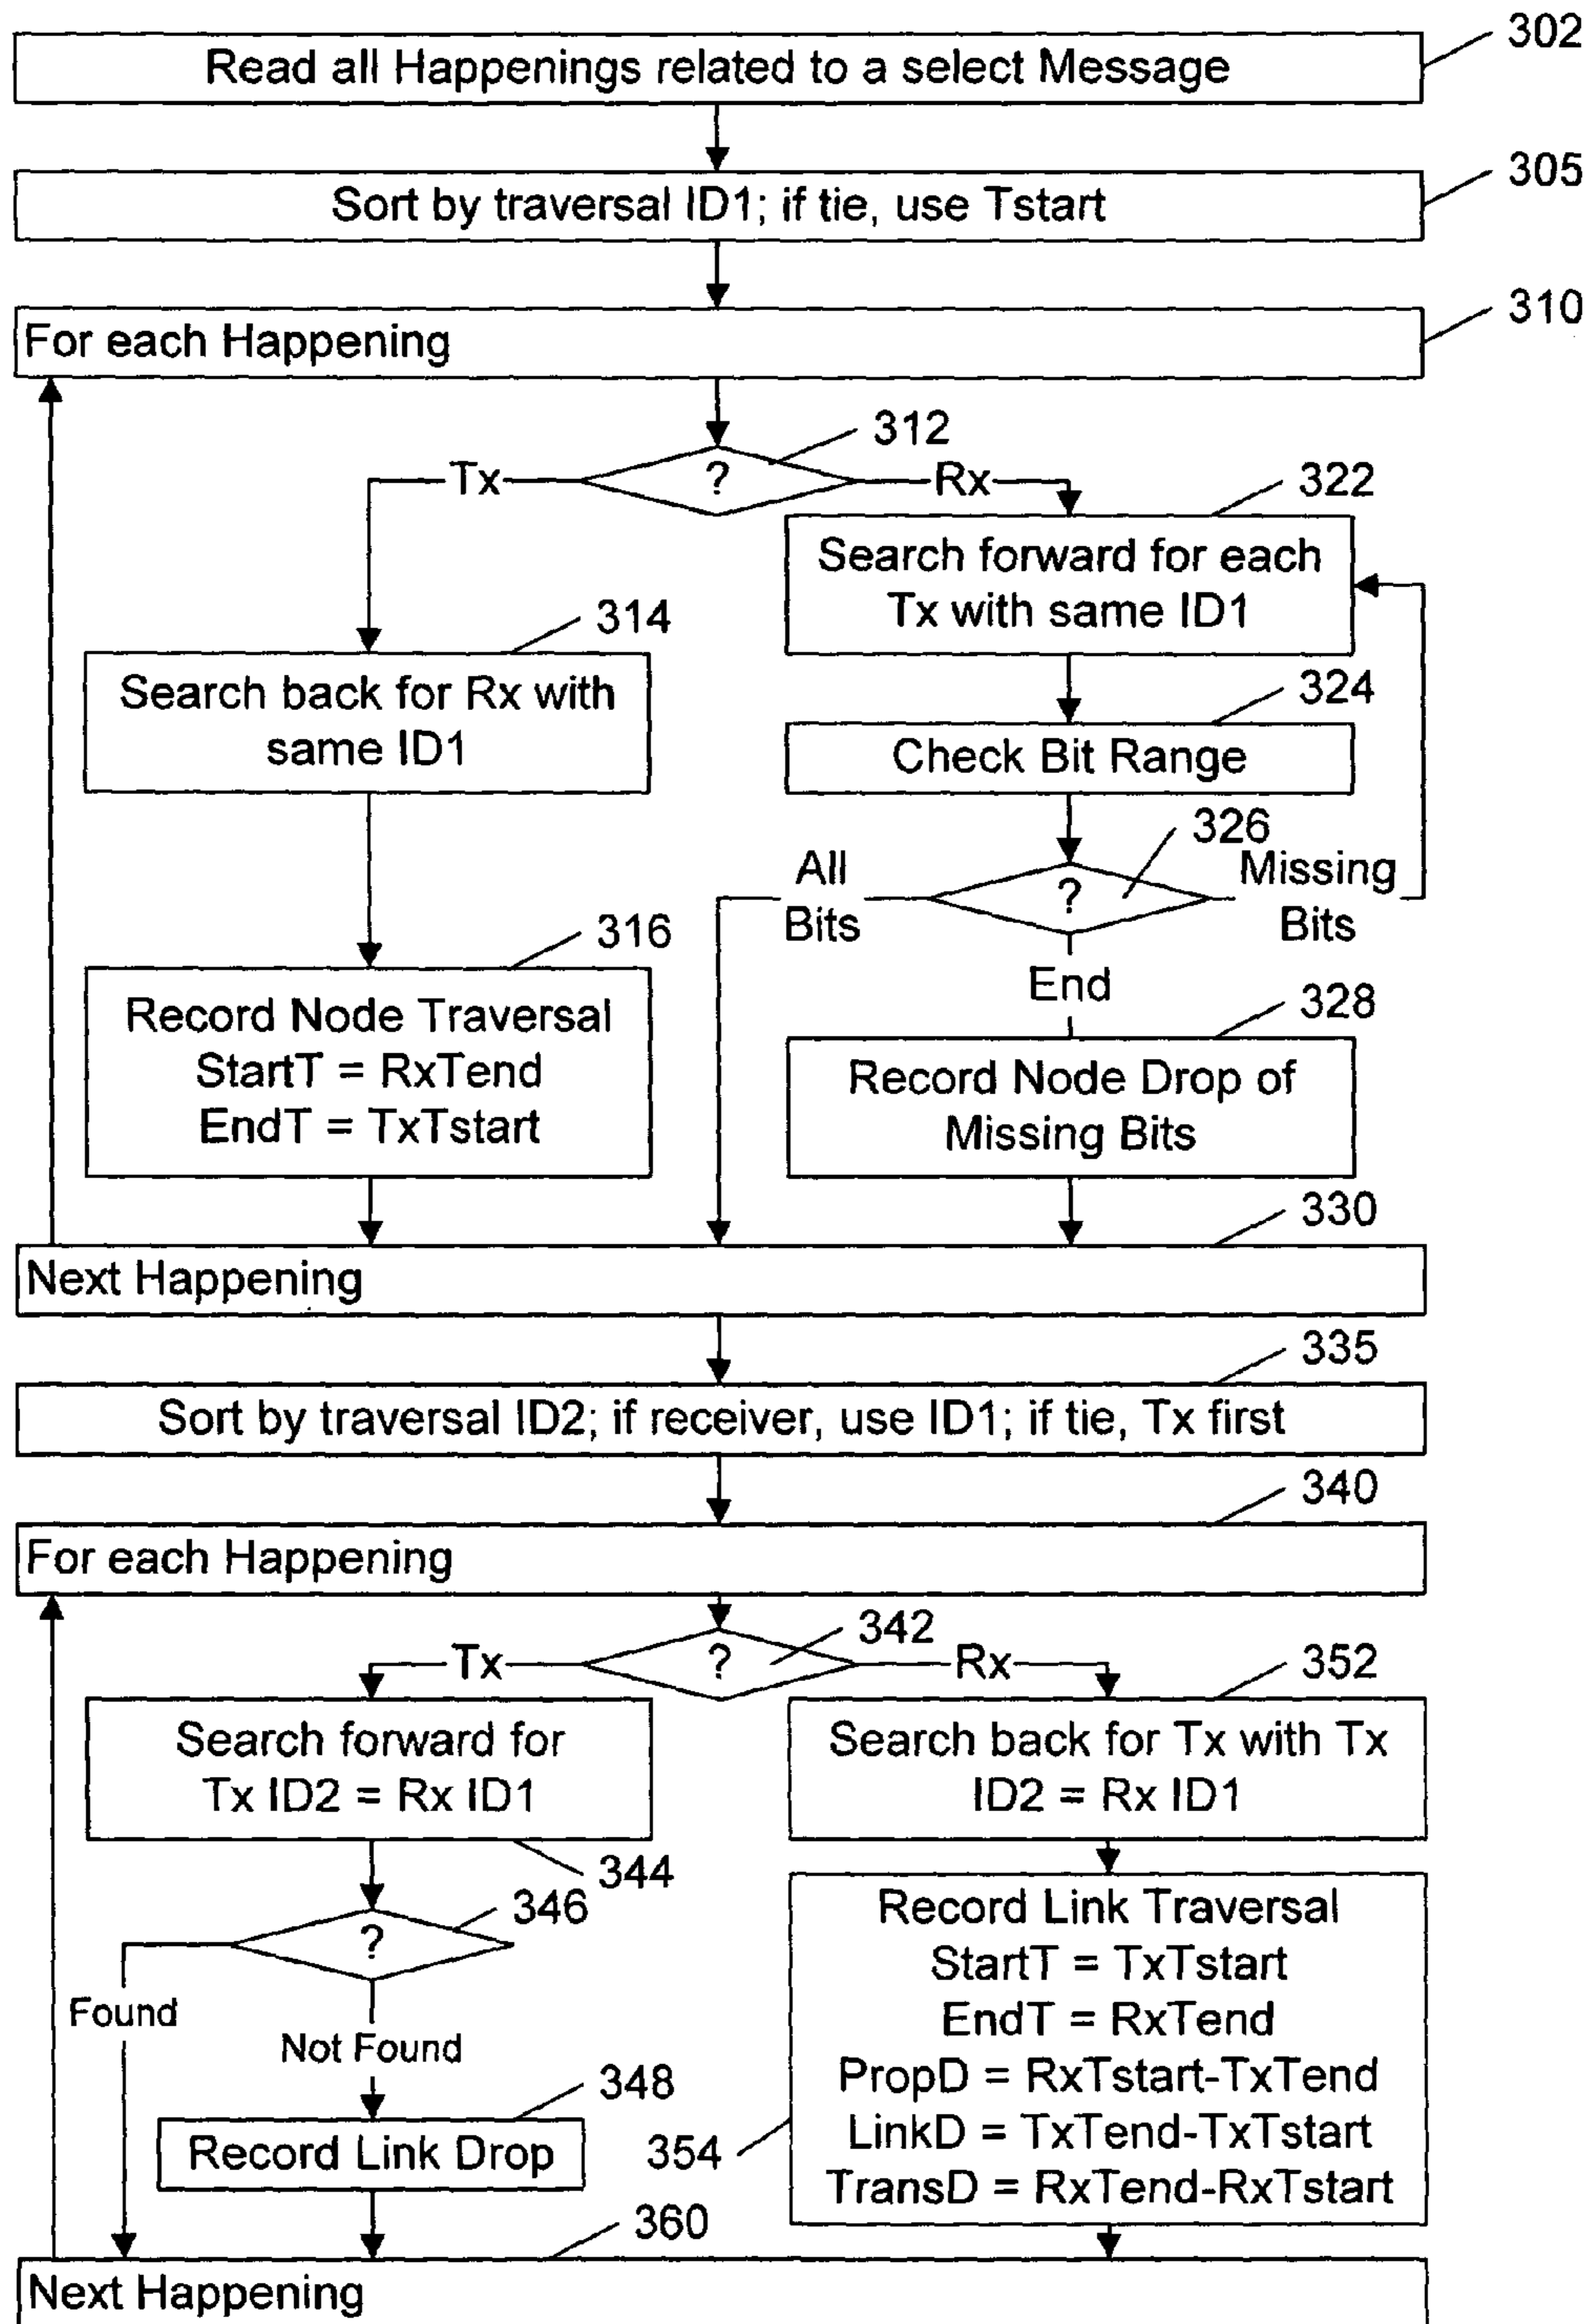 302
Read all Happenings related to a select Message
305
Sort by traversal ID1; if tie, use Tstart
310
For each Happening
312
Tx
?
Rx
322
Search forward for each
Tx with same ID1
314
Search back for Rx with
same ID1
324
Check Bit Range
326
All
Bits
?
Missing
Bits
End
316
Record Node Traversal
StartT = RxTend
EndT = TxTstart
328
Record Node Drop of
Missing Bits
330
Next Happening
335
Sort by traversal ID2; if receiver, use ID1; if tie, Tx first
340
For each Happening
342
Tx
?
Rx
352
Search forward for
Tx ID2 = Rx ID1
344
Search back for Tx with Tx
ID2 = Rx ID1
346
?
Found
Not Found
348
Record Link Drop
354
Record Link Traversal
StartT = TxTstart
EndT = RxTend
PropD = RxTstart-TxTend
LinkD = TxTend-TxTstart
TransD = RxTend-RxTstart
360
Next Happening